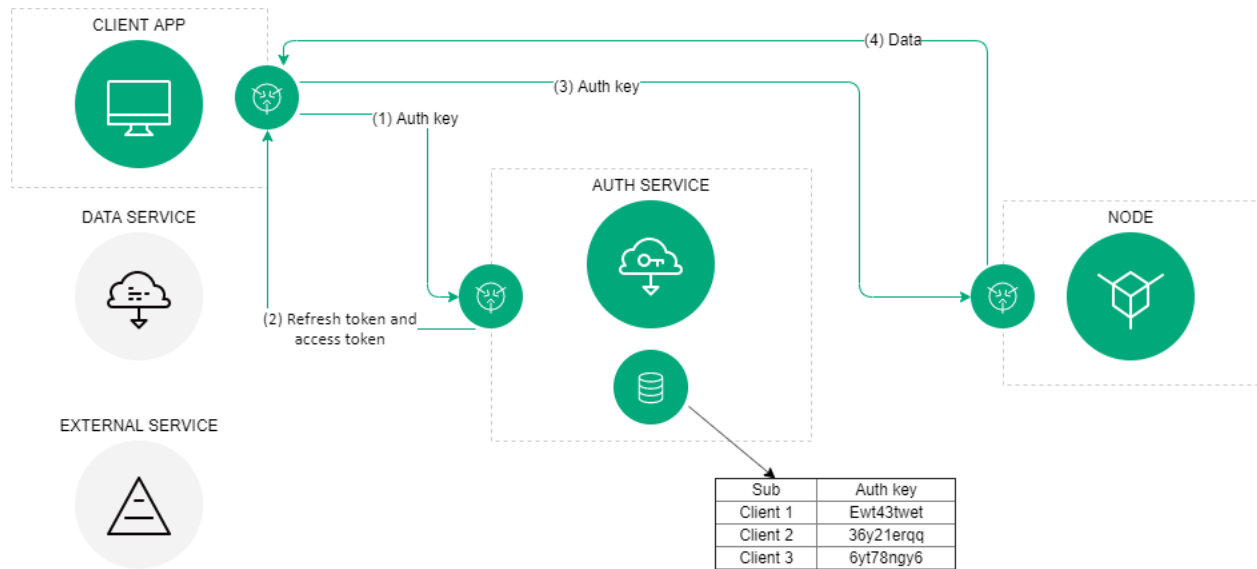 CLIENT APP
(4) Data
(3) Auth key
(1) Auth key
AUTH SERVICE
DATA SERVICE
NODE
(2) Refresh token and
access token
EXTERNAL SERVICE
Sub Auth key
Client 1 Ewt43twet
Client 2 36y21erqq
Client 3 6yt78ngy6